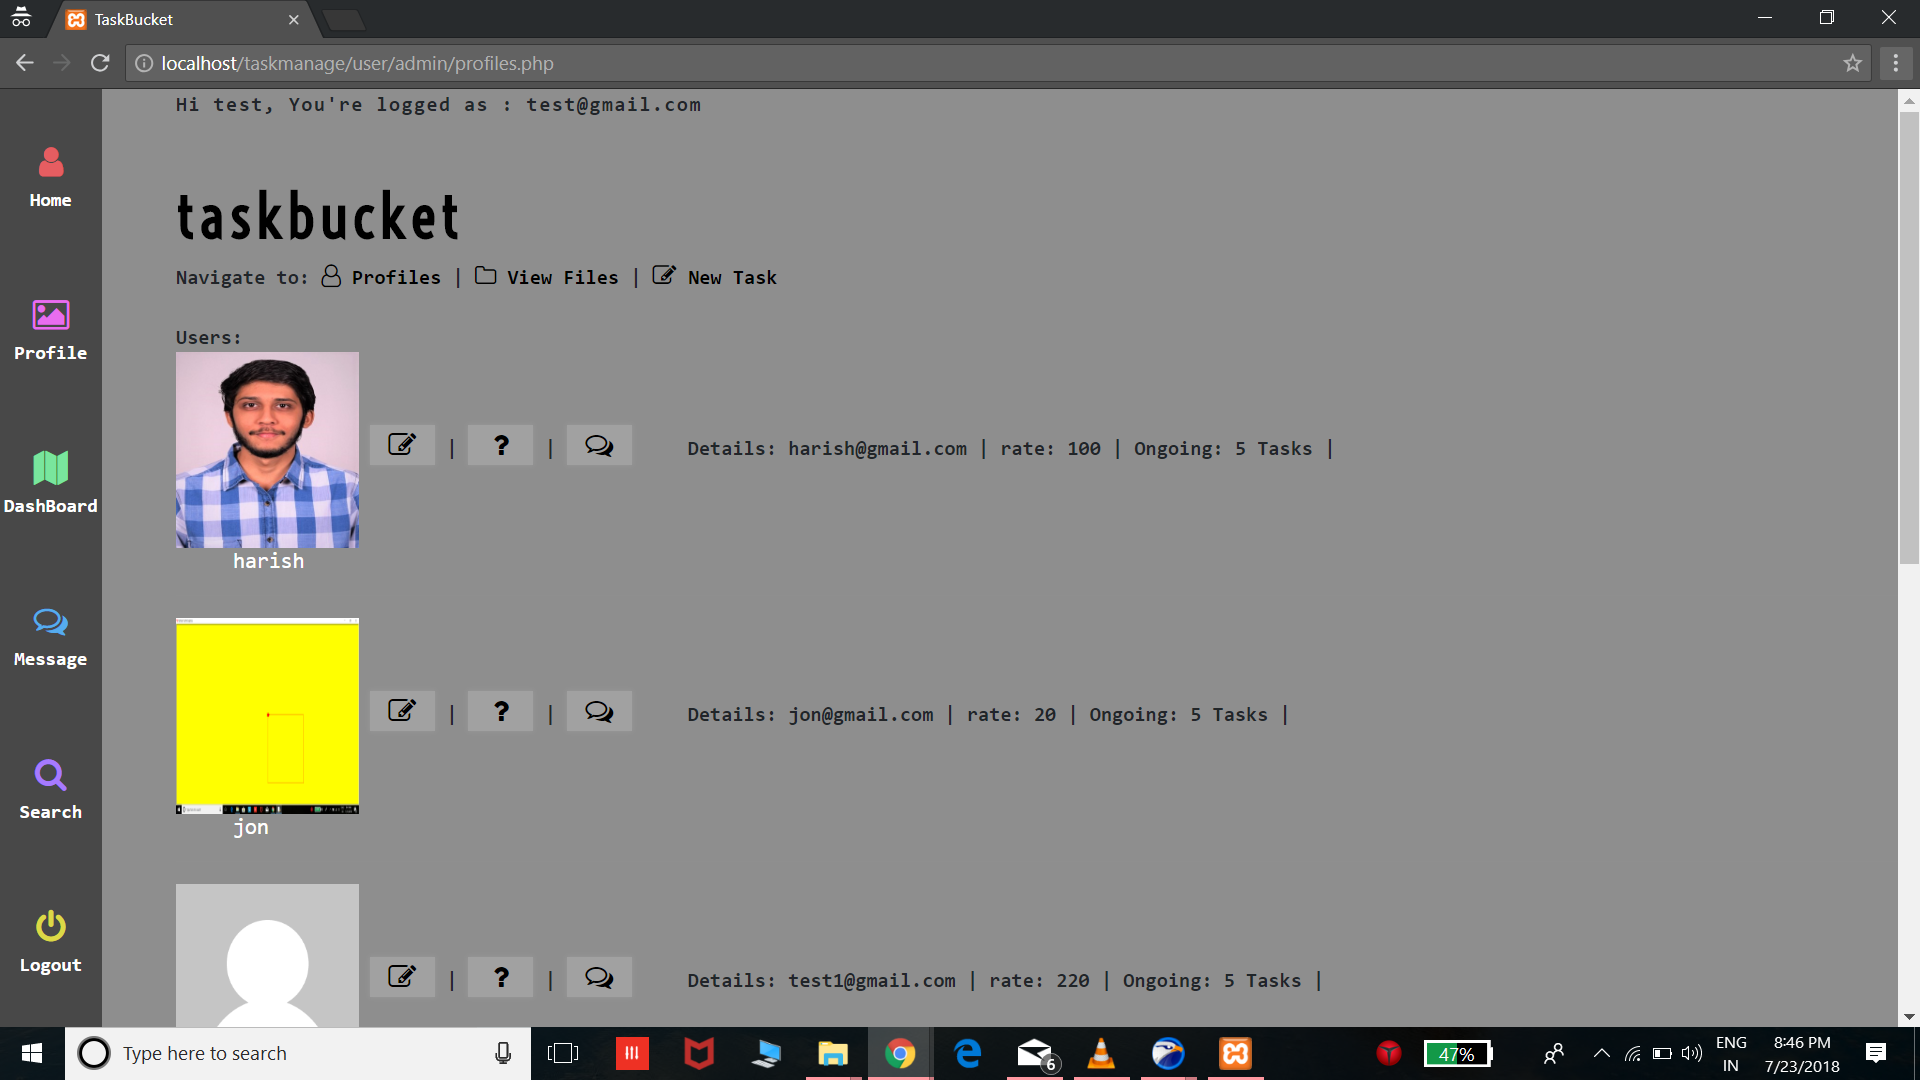 TaskBucket
localhost/taskmanage/user/admin/profiles.php
Hi test, You're logged as : test@gmail.com
Home
Profile
DashBoard
Message
Search
Logout
taskbucket
Navigate to: Profiles | View Files | New Task
Users:
| ? | Details: harish@gmail.com | rate: 100 | Ongoing: 5 Tasks |
harish
| ? | Details: jon@gmail.com | rate: 20 | Ongoing: 5 Tasks |
jon
| ? | Details: test1@gmail.com | rate: 220 | Ongoing: 5 Tasks |
Type here to search
6
47%
ENG
IN
8:46 PM
7/23/2018